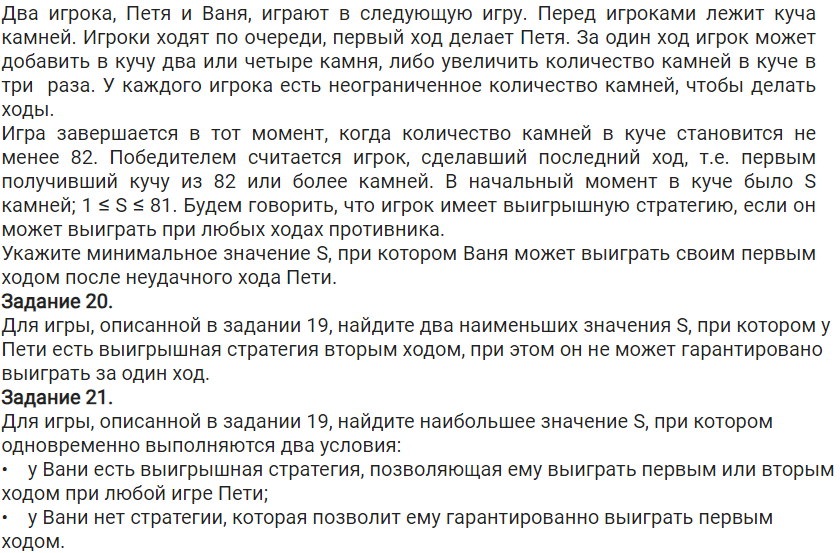 Два игрока, Петя и Ваня, играют в следующую игру. Перед игроками лежит куча
камней. Игроки ходят по очереди, первый ход делает Петя. За один ход игрок может
добавить в кучу два или четыре камня, либо увеличить количество камней в куче в
три раза. У каждого игрока есть неограниченное количество камней, чтобы делать
ходы.
Игра завершается в тот момент, когда количество камней в куче становится не
менее 82. Победителем считается игрок, сделавший последний ход, т.е. первым
получивший кучу из 82 или более камней. В начальный момент в куче было S
камней; 1 ≤ S ≤ 81. Будем говорить, что игрок имеет выигрышную стратегию, если он
может выиграть при любых ходах противника.
Укажите минимальное значение S, при котором Ваня может выиграть своим первым
ходом после неудачного хода Пети.
Задание 20.
Для игры, описанной в задании 19, найдите два наименьших значения S, при котором у
Пети есть выигрышная стратегия вторым ходом, при этом он не может гарантировано
выиграть за один ход.
Задание 21.
Для игры, описанной в задании 19, найдите наибольшее значение S, при котором
одновременно выполняются два условия:
• у Вани есть выигрышная стратегия, позволяющая ему выиграть первым или вторым
ходом при любой игре Пети;
• у Вани нет стратегии, которая позволит ему гарантированно выиграть первым
ходом.